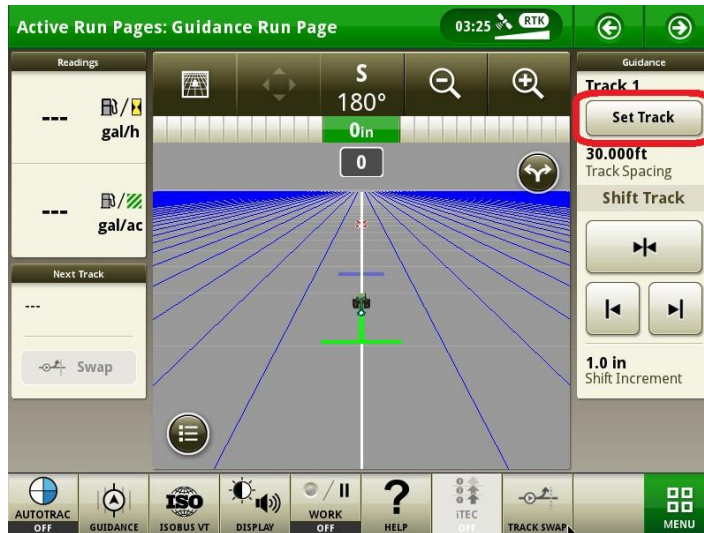 Active Run Pages: Guidance Run Page
03:25
RTK
Readings
---
gal/h
---
gal/ac
Next Track
---
Swap
S
180°
0in
0
Guidance
Track 1
Set Track
30.000ft
Track Spacing
Shift Track
1.0 in
Shift Increment
AUTOTRAC
OFF
GUIDANCE
ISO
ISOBUS VT
DISPLAY
WORK
OFF
?
HELP
iTEC
OFF
TRACK SWAP
MENU